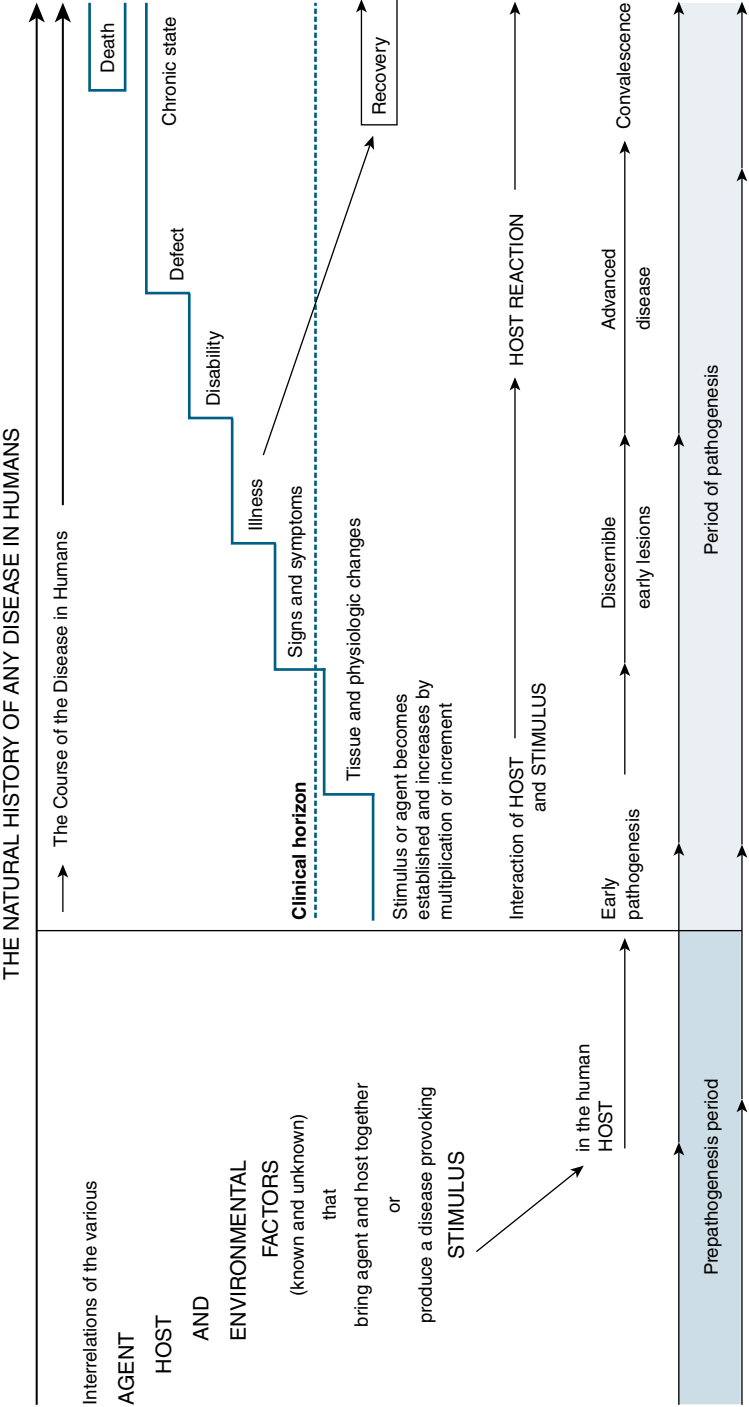 THE NATURAL HISTORY OF ANY DISEASE IN HUMANS
Interrelations of the various
AGENT
HOST
AND
ENVIRONMENTAL
FACTORS
(known and unknown)
that
bring agent and host together
or
produce a disease provoking
STIMULUS
in the human
HOST
The Course of the Disease in Humans
Death
Chronic state
Defect
Disability
Illness
Signs and symptoms
Clinical horizon
Tissue and physiologic changes
Recovery
Stimulus or agent becomes
established and increases by
multiplication or increment
Interaction of HOST
and STIMULUS
HOST REACTION
Early
pathogenesis
Discernible
early lesions
Advanced
disease
Convalescence
Prepathogenesis period
Period of pathogenesis